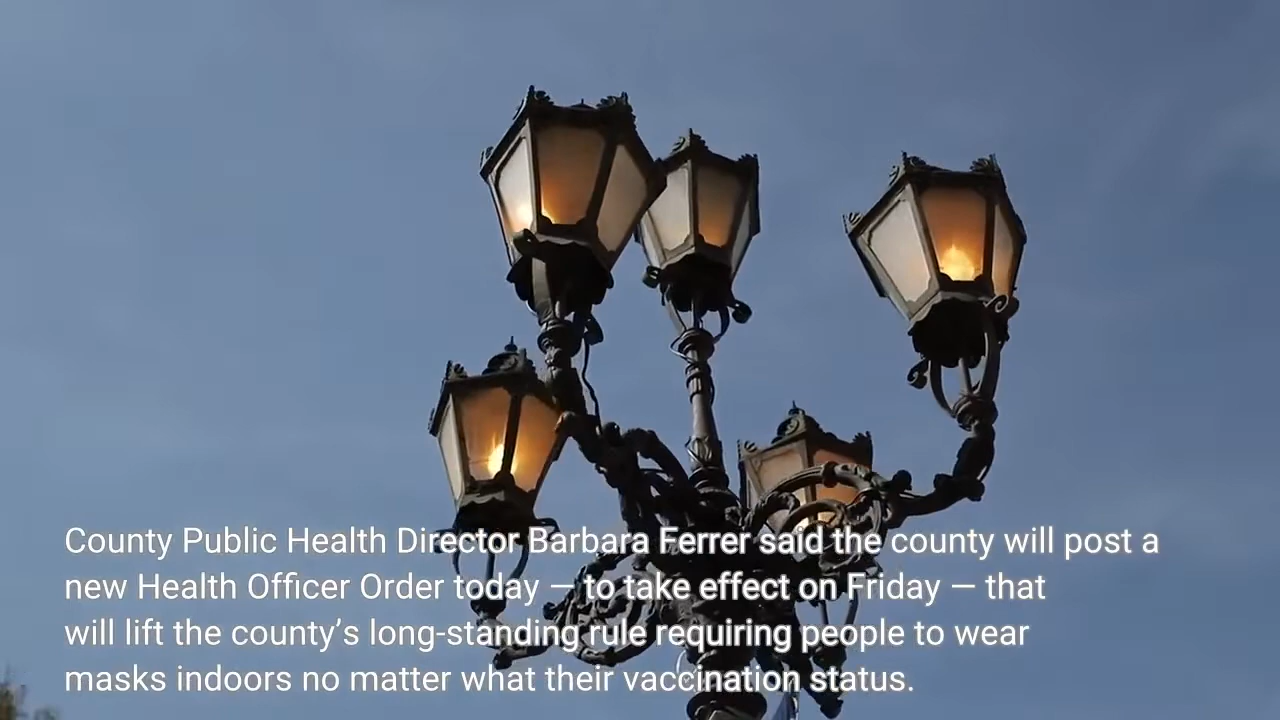 County Public Health Director Barbara Ferrer said the county will post a
new Health Officer Order today — to take effect on Friday — that
will lift the county’s long-standing rule requiring people to wear
masks indoors no matter what their vaccination status.